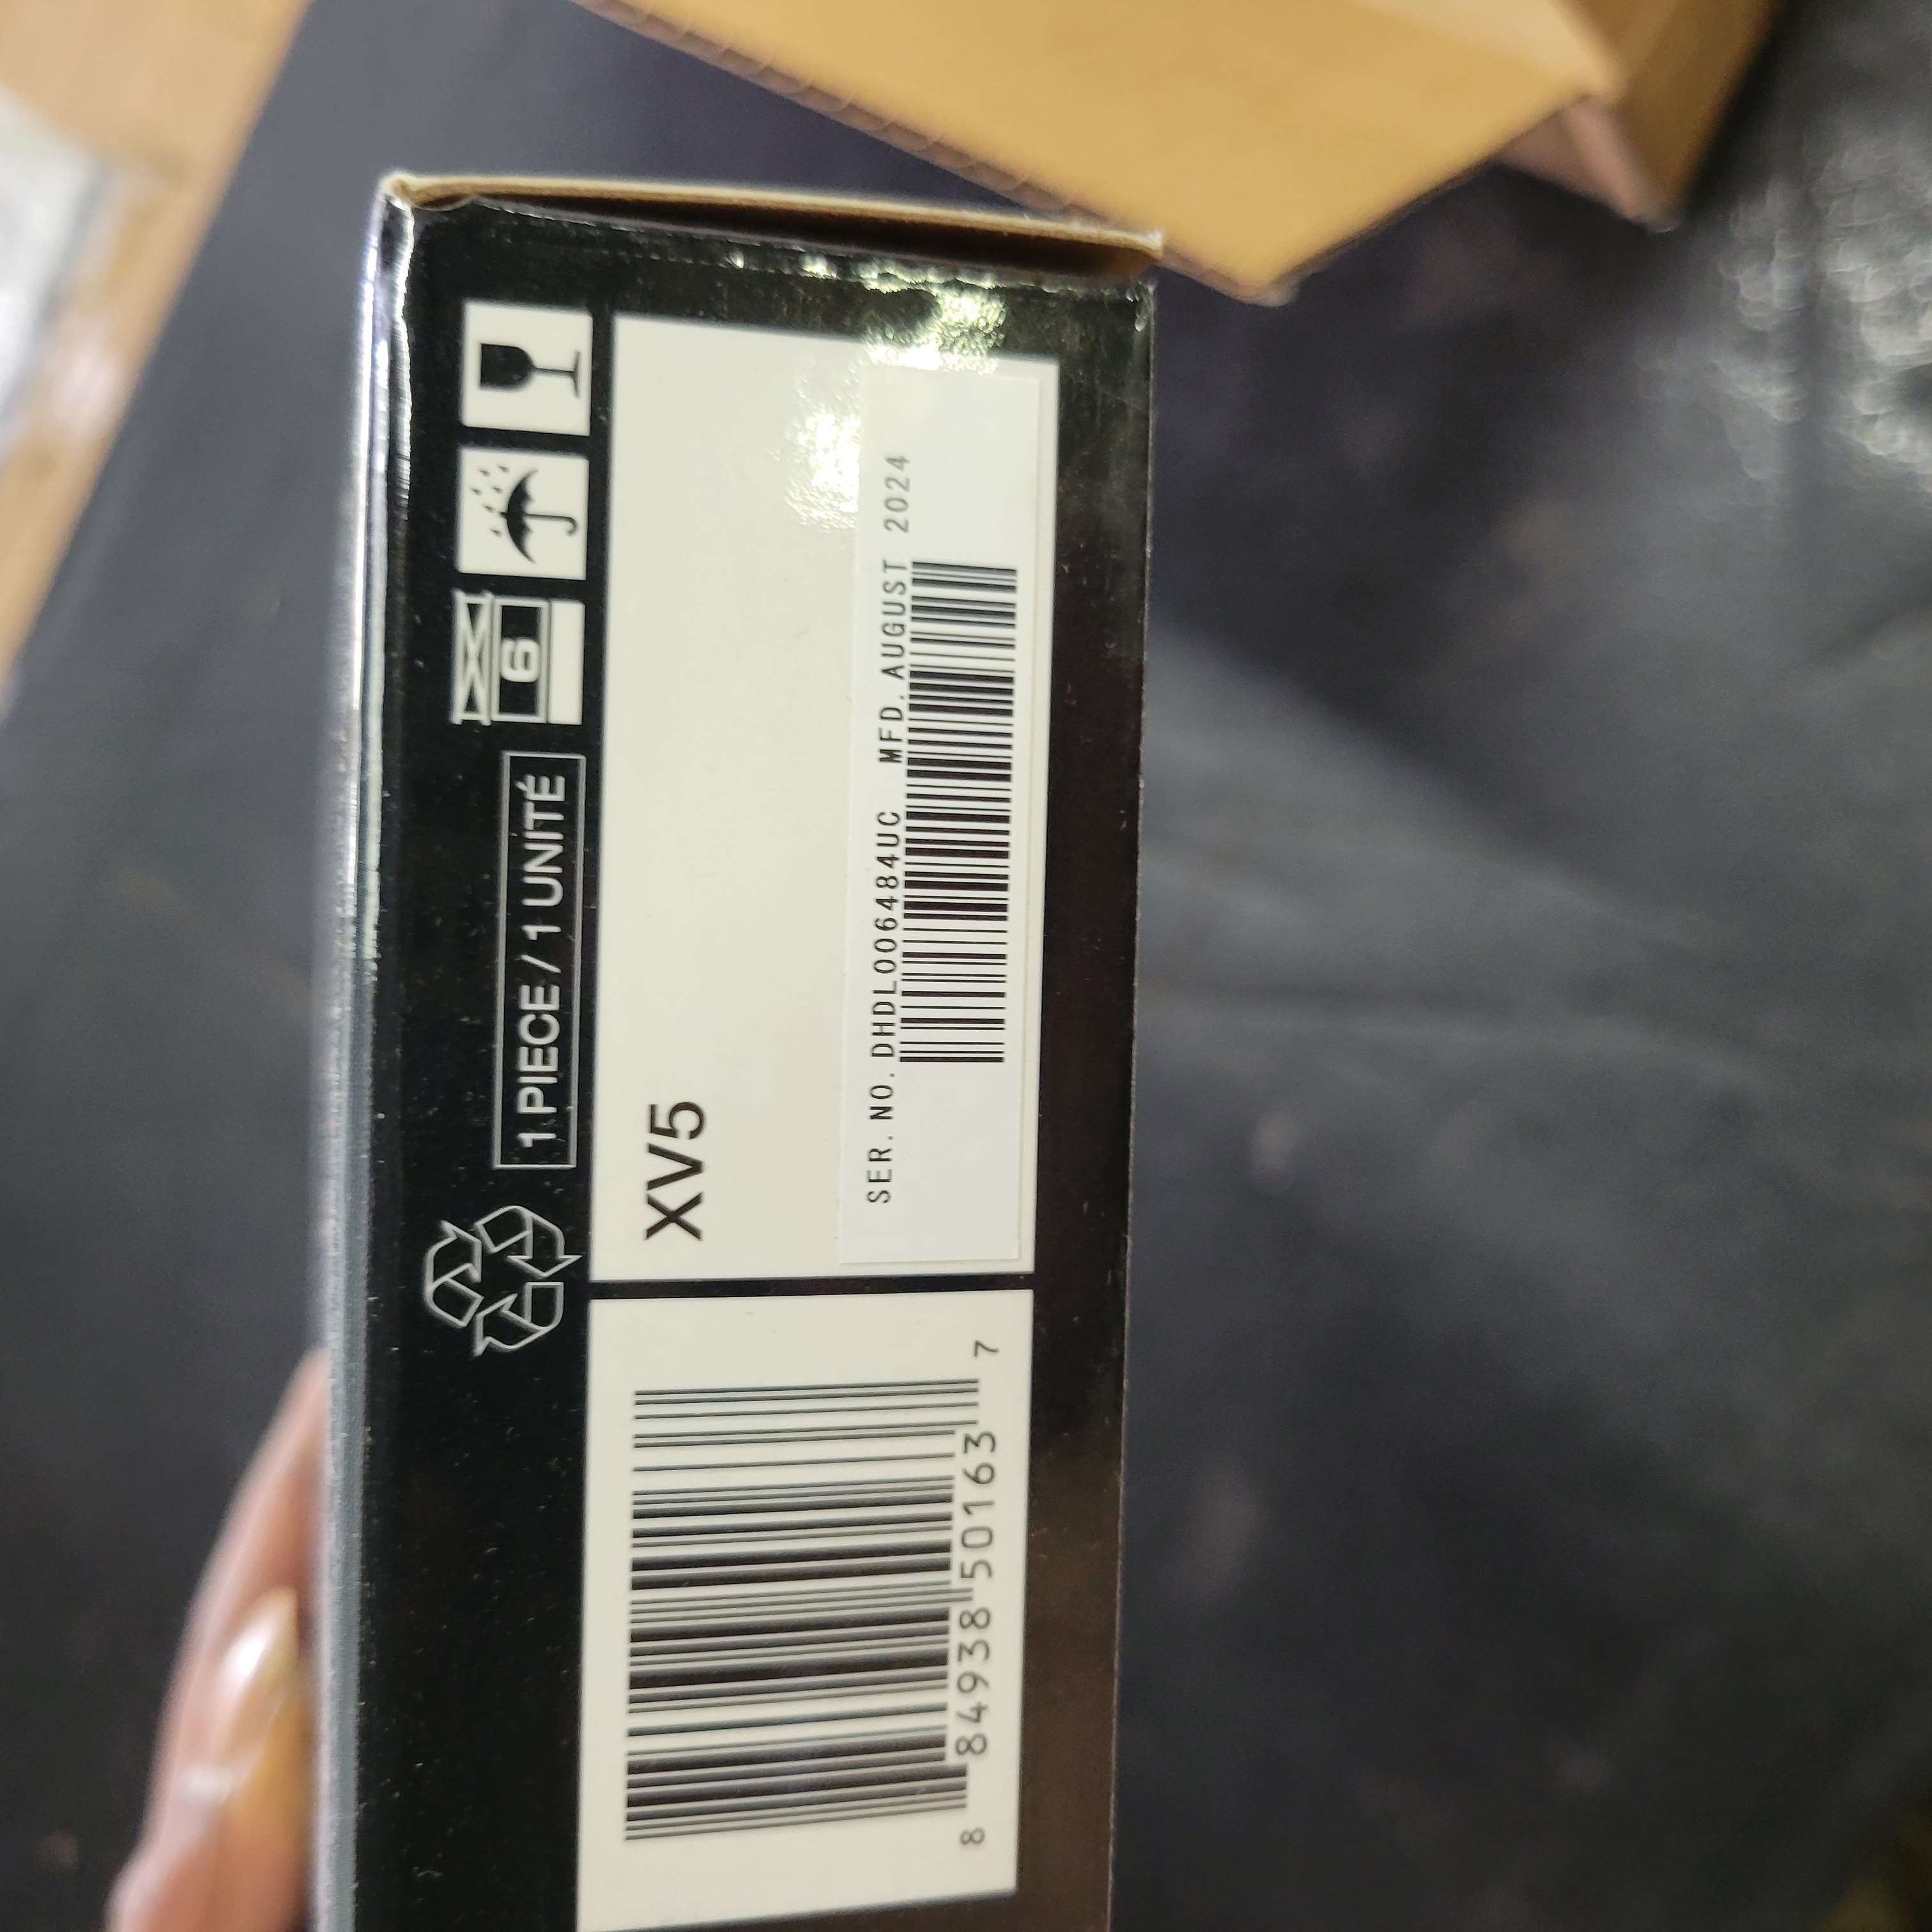 6
1 PIECE / 1 UNITÉ
XV5
SER. NO. DHDL006484UC MFD. AUGUST 2024
8 84938 50163 7